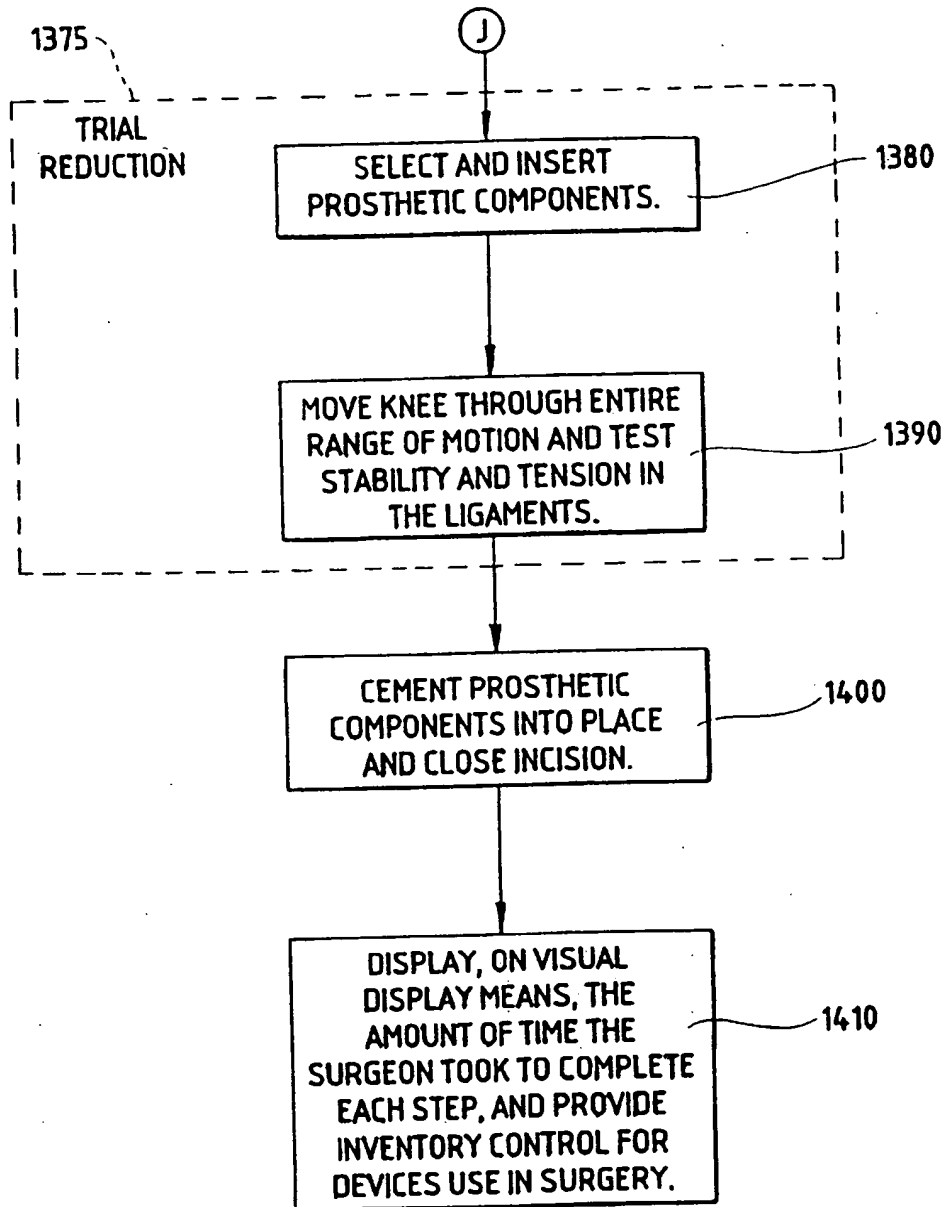 J
1375
TRIAL
REDUCTION
SELECT AND INSERT
PROSTHETIC COMPONENTS.
1380
MOVE KNEE THROUGH ENTIRE
RANGE OF MOTION AND TEST
STABILITY AND TENSION IN
THE LIGAMENTS.
1390
CEMENT PROSTHETIC
COMPONENTS INTO PLACE
AND CLOSE INCISION.
1400
DISPLAY, ON VISUAL
DISPLAY MEANS, THE
AMOUNT OF TIME THE
SURGEON TOOK TO COMPLETE
EACH STEP, AND PROVIDE
INVENTORY CONTROL FOR
DEVICES USE IN SURGERY.
1410